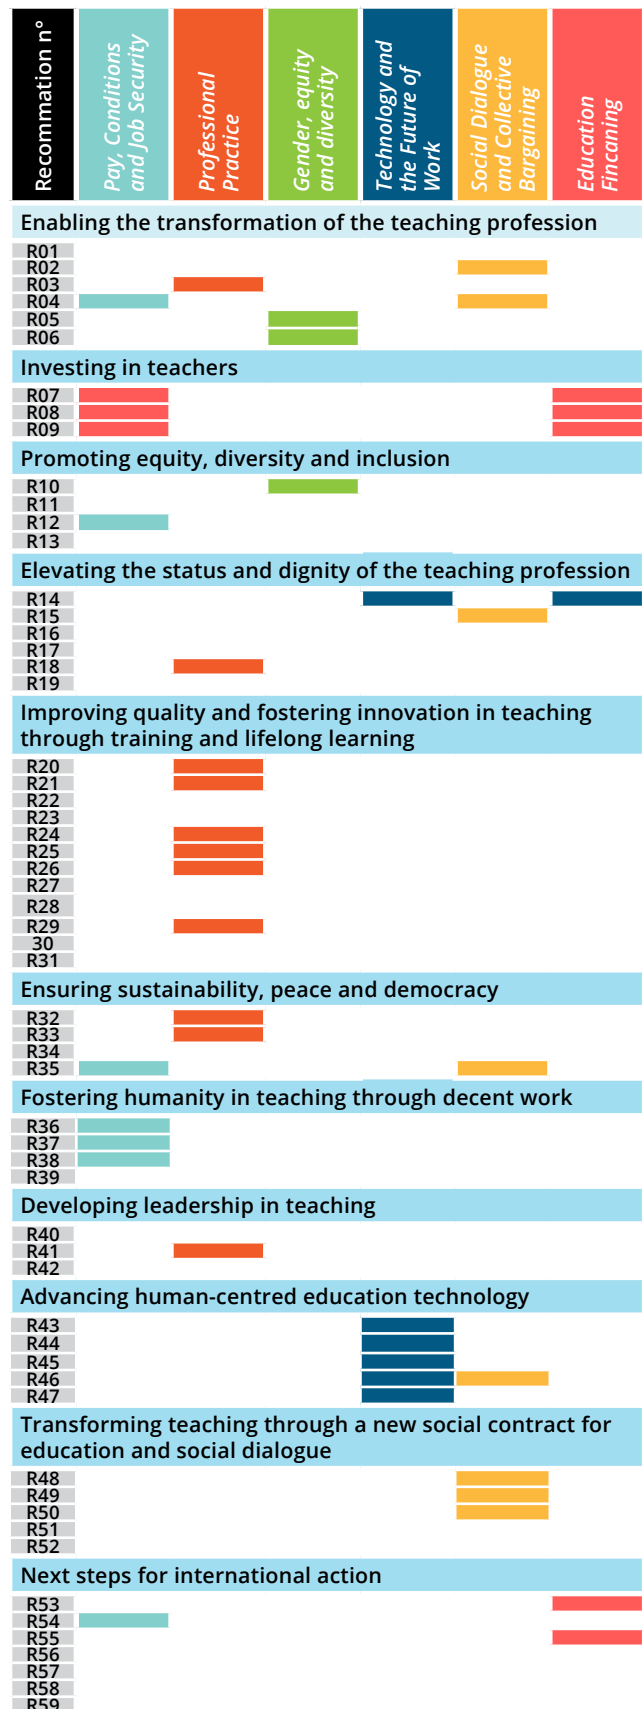 Recommation n°
Pay, Conditions
and Job Security
Professional
Practice
Gender, equity
and diversity
Technology and
the Future of
Work
Social Dialogue
and Collective
Bargaining
Education
Fincaning
Enabling the transformation of the teaching profession
R01
R02
R03
R04
R05
R06
Investing in teachers
R07
R08
R09
Promoting equity, diversity and inclusion
R10
R11
R12
R13
Elevating the status and dignity of the teaching profession
R14
R15
R16
R17
R18
R19
Improving quality and fostering innovation in teaching
through training and lifelong learning
R20
R21
R22
R23
R24
R25
R26
R27
R28
R29
30
R31
Ensuring sustainability, peace and democracy
R32
R33
R34
R35
Fostering humanity in teaching through decent work
R36
R37
R38
R39
Developing leadership in teaching
R40
R41
R42
Advancing human-centred education technology
R43
R44
R45
R46
R47
Transforming teaching through a new social contract for
education and social dialogue
R48
R49
R50
R51
R52
Next steps for international action
R53
R54
R55
R56
R57
R58
R59